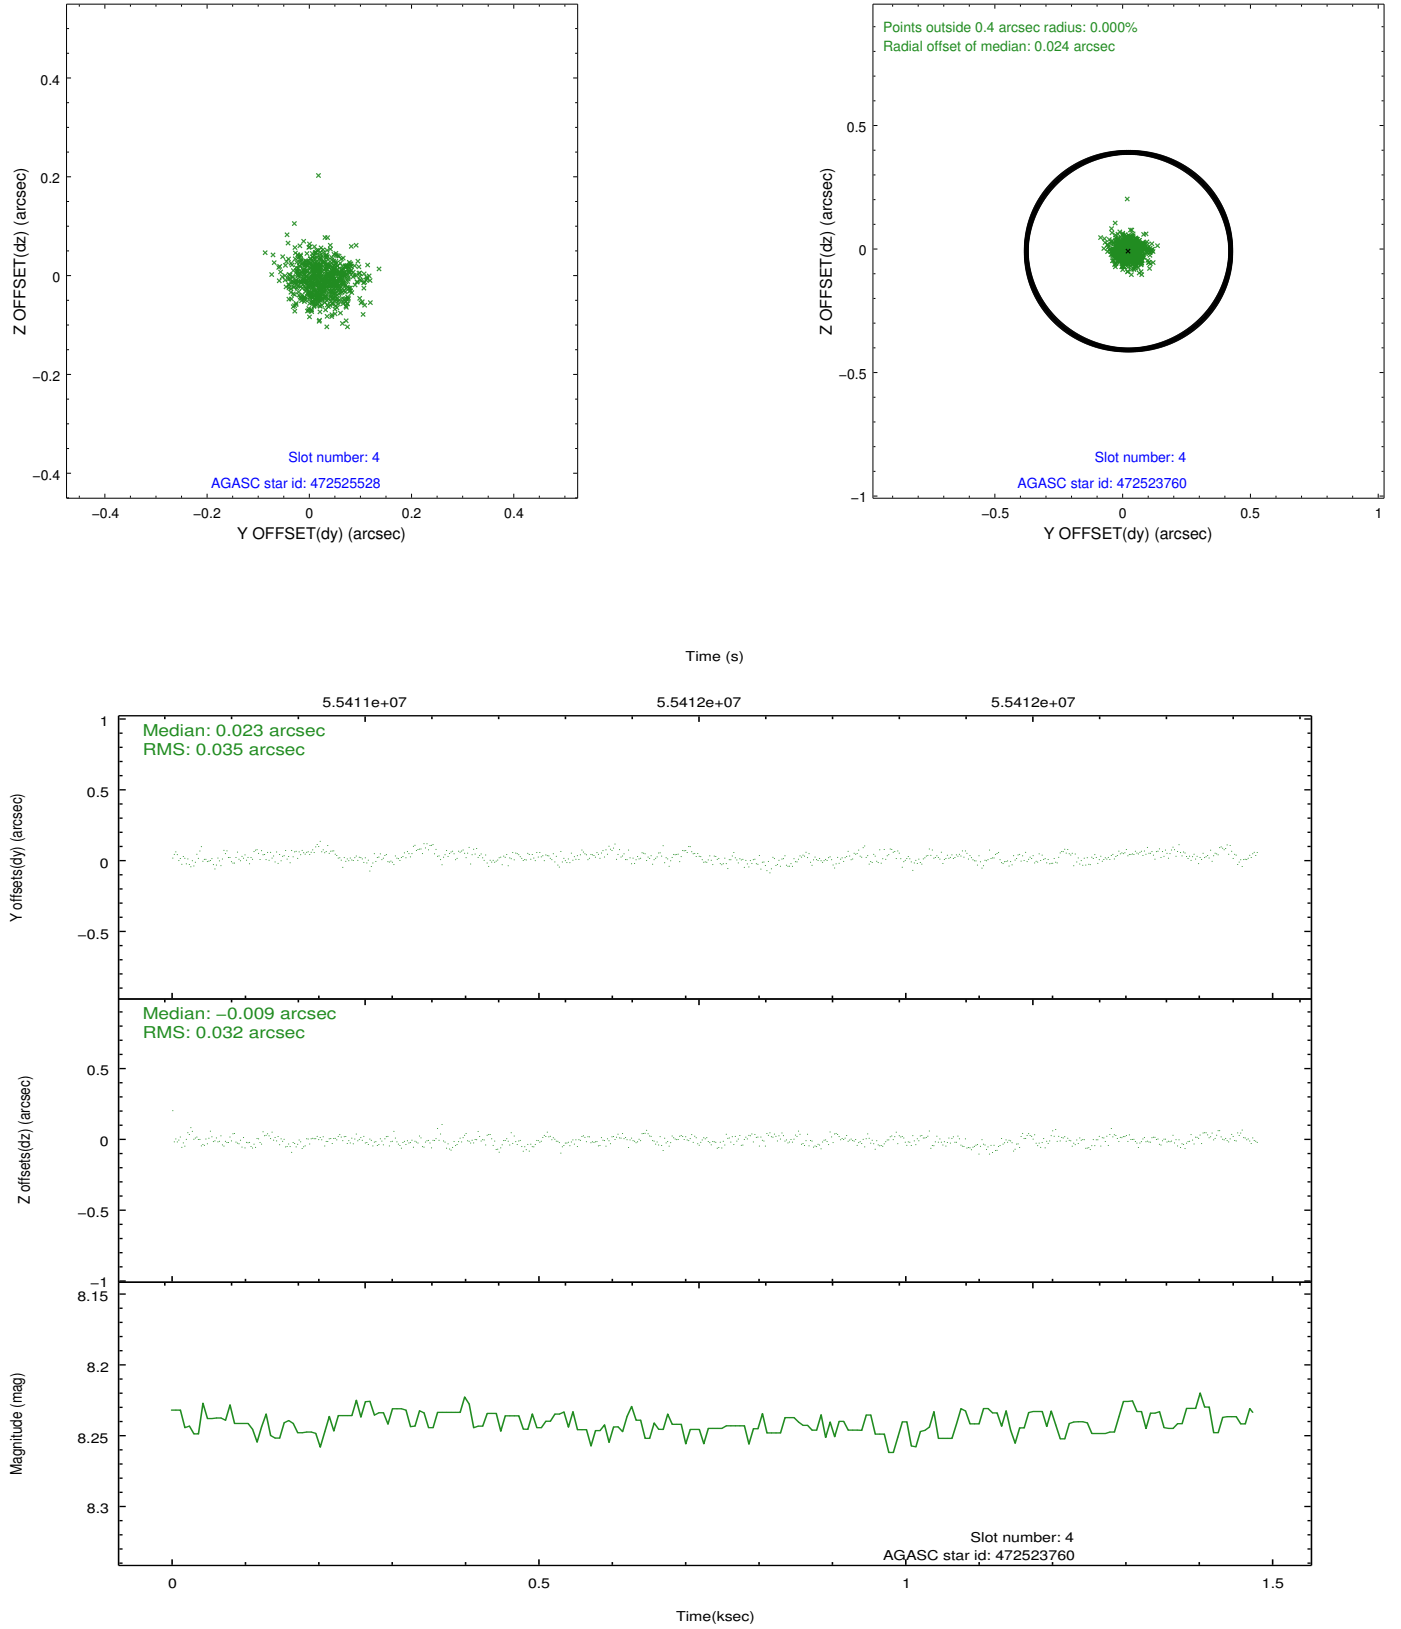 0.4
0.2
0
−0.2
−0.4
Z OFFSET(dz) (arcsec)
Slot number: 4
AGASC star id: 472525528
−0.4 −0.2 0 0.2 0.4
Y OFFSET(dy) (arcsec)
Points outside 0.4 arcsec radius: 0.000%
Radial offset of median: 0.024 arcsec
0.5
0
−0.5
−1
Z OFFSET(dz) (arcsec)
Slot number: 4
AGASC star id: 472523760
−0.5 0 0.5 1
Y OFFSET(dy) (arcsec)
Time (s)
5.5411e+07 5.5412e+07 5.5412e+07
Median: 0.023 arcsec
RMS: 0.035 arcsec
1
0.5
0
−0.5
Y offsets(dy) (arcsec)
Median: −0.009 arcsec
RMS: 0.032 arcsec
0.5
0
−0.5
−1
Z offsets(dz) (arcsec)
8.15
8.2
8.25
8.3
Magnitude (mag)
Slot number: 4
AGASC star id: 472523760
0 0.5 1 1.5
Time(ksec)